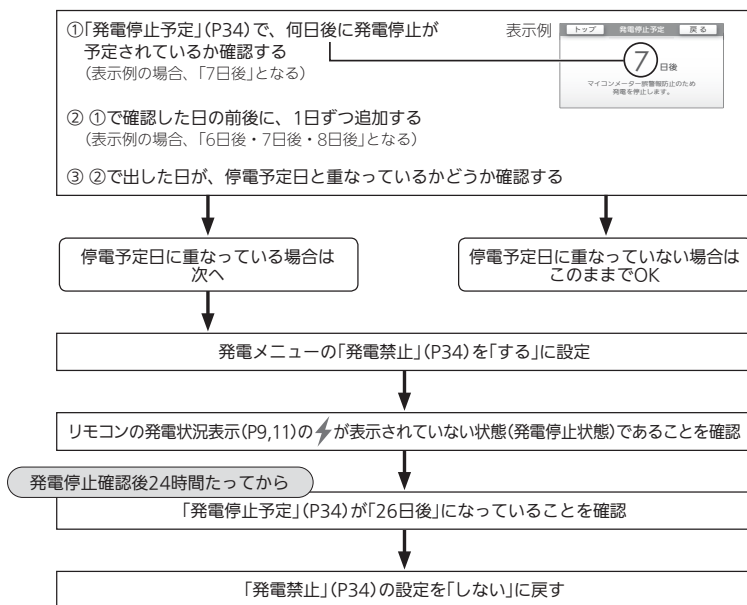 ①「発電停止予定」(P34)で、何日後に発電停止が
予定されているか確認する
(表示例の場合、「7日後」となる)
表示例
トップ 発電停止予定 戻る
7 日後
マイコンメーター誤警報防止のため
発電を停止します。
② ①で確認した日の前後に、1日ずつ追加する
(表示例の場合、「6日後・7日後・8日後」となる)
③ ②で出した日が、停電予定日と重なっているかどうか確認する
停電予定日に重なっている場合は
次へ
停電予定日に重なっていない場合は
このままでOK
発電メニューの「発電禁止」(P34)を「する」に設定
リモコンの発電状況表示(P9,11)の が表示されていない状態(発電停止状態)であることを確認
発電停止確認後24時間たってから
「発電停止予定」(P34)が「26日後」になっていることを確認
「発電禁止」(P34)の設定を「しない」に戻す